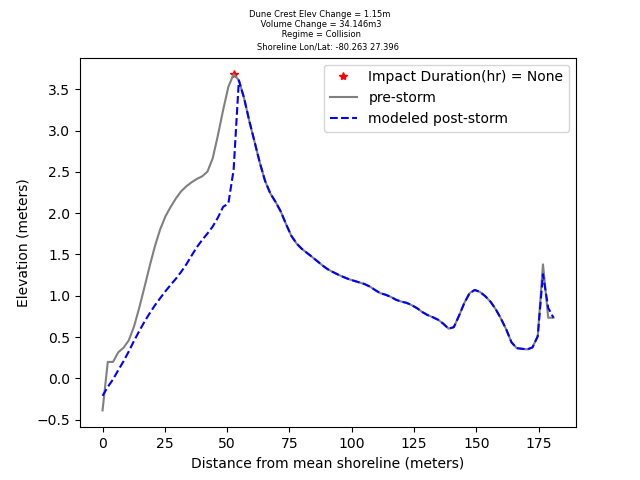 Dune Crest Elev Change = 1.15m
Volume Change = 34.146m3
Regime = Collision
Shoreline Lon/Lat: -80.263 27.396
Impact Duration(hr) = None
pre-storm
modeled post-storm
Elevation (meters)
3.5
3.0
2.5
2.0
1.5
1.0
0.5
0.0
−0.5
0 25 50 75 100 125 150 175
Distance from mean shoreline (meters)